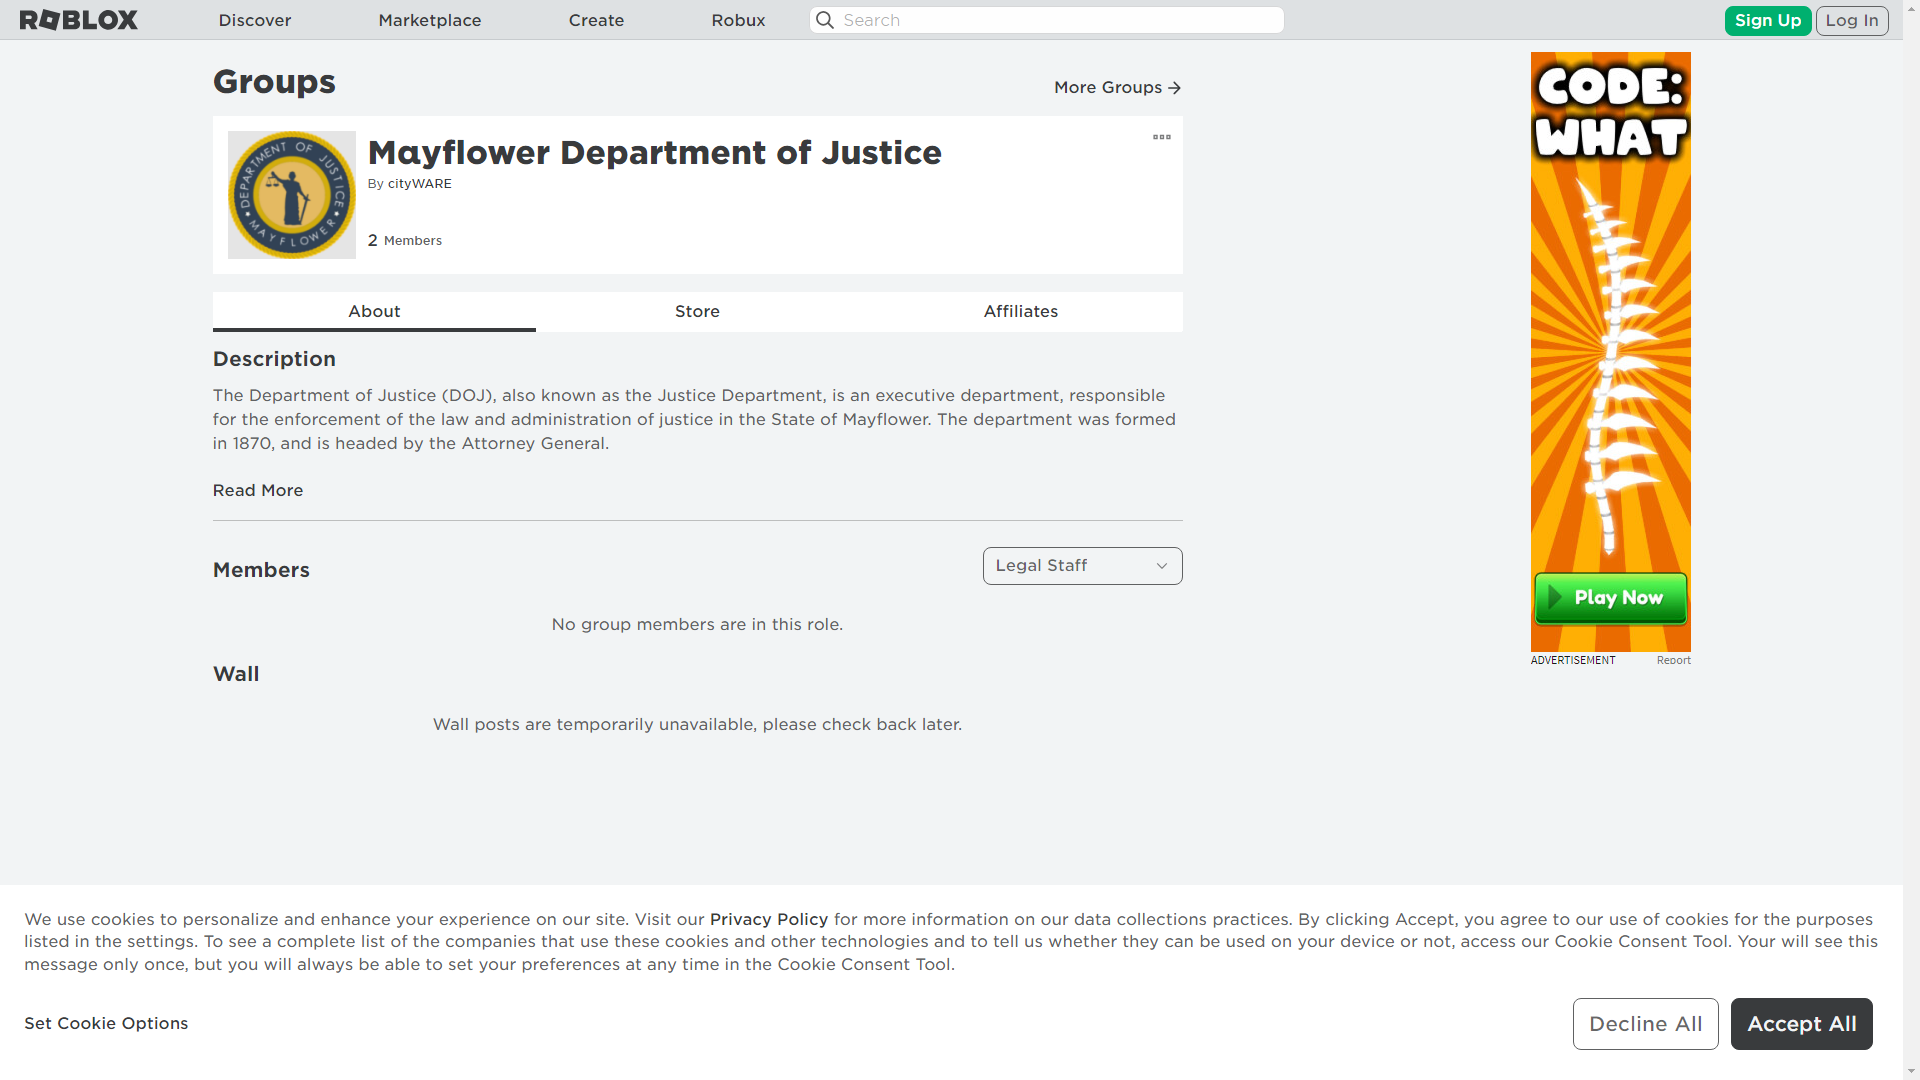 ROBLOX
Discover
Marketplace
Create
Robux
Search
Sign Up
Log In
Groups
More Groups
DEPARTMENT OF JUSTICE
MAYFLOWER
Mayflower Department of Justice
By cityWARE
2 Members
About
Store
Affiliates
Description
The Department of Justice (DOJ), also known as the Justice Department, is an executive department, responsible
for the enforcement of the law and administration of justice in the State of Mayflower. The department was formed
in 1870, and is headed by the Attorney General.
Read More
Members
Legal Staff
No group members are in this role.
Wall
Wall posts are temporarily unavailable, please check back later.
CODE:
WHAT
Play Now
ADVERTISEMENT
Report
We use cookies to personalize and enhance your experience on our site. Visit our Privacy Policy for more information on our data collections practices. By clicking Accept, you agree to our use of cookies for the purposes
listed in the settings. To see a complete list of the companies that use these cookies and other technologies and to tell us whether they can be used on your device or not, access our Cookie Consent Tool. Your will see this
message only once, but you will always be able to set your preferences at any time in the Cookie Consent Tool.
Set Cookie Options
Decline All
Accept All